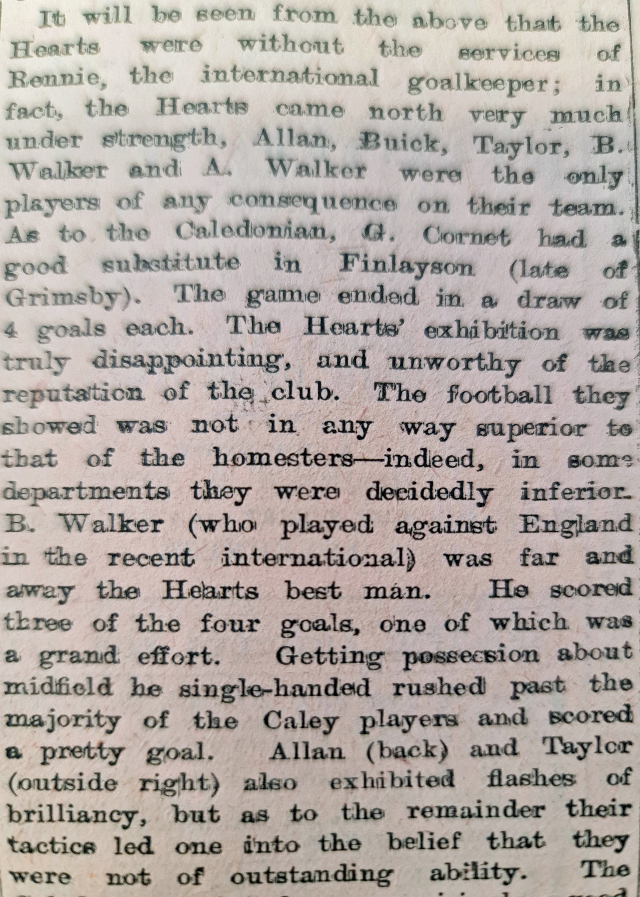 It will be seen from the above that the
Hearts were without the services of
Rennie, the international goalkeeper; in
fact, the Hearts came north very much
under strength, Allan, Buick, Taylor, B.
Walker and A. Walker were the only
players of any consequence on their team.
As to the Caledonian, G. Cornet had a
good substitute in Finlayson (late of
Grimsby). The game ended in a draw of
4 goals each. The Hearts' exhibition was
truly disappointing, and unworthy of the
reputation of the club. The football they
showed was not in any way superior to
that of the homesters—indeed, in some
departments they were decidedly inferior.
B. Walker (who played against England
in the recent international) was far and
away the Hearts best man. He scored
three of the four goals, one of which was
a grand effort. Getting possession about
midfield he single-handed rushed past the
majority of the Caley players and scored
a pretty goal. Allan (back) and Taylor
(outside right) also exhibited flashes of
brilliancy, but as to the remainder their
tactics led one into the belief that they
were not of outstanding ability. The